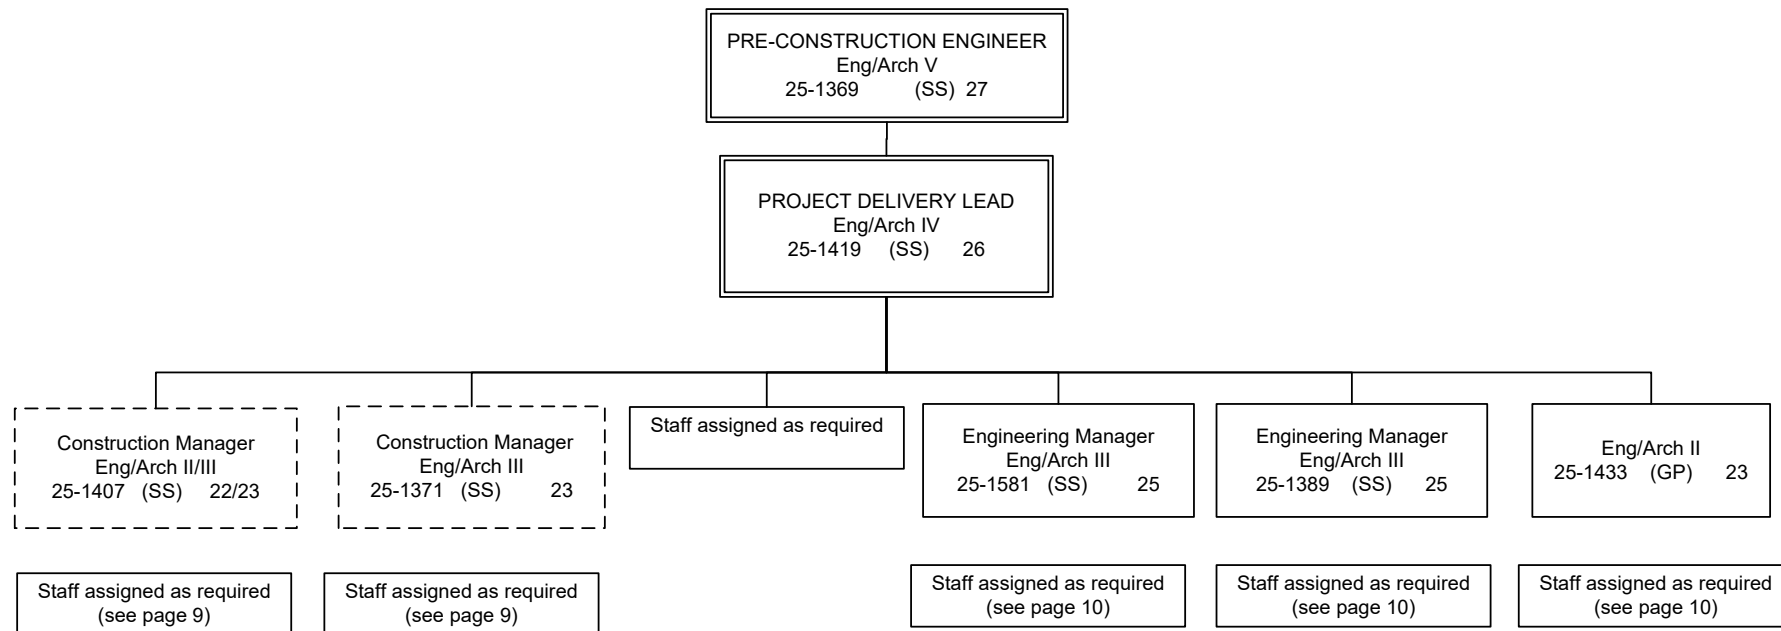 PRE-CONSTRUCTION ENGINEER
Eng/Arch V
25-1369 (SS) 27
PROJECT DELIVERY LEAD
Eng/Arch IV
25-1419 (SS) 26
Construction Manager
Eng/Arch II/III
25-1407 (SS) 22/23
Construction Manager
Eng/Arch III
25-1371 (SS) 23
Staff assigned as required
Engineering Manager
Eng/Arch III
25-1581 (SS) 25
Engineering Manager
Eng/Arch III
25-1389 (SS) 25
Eng/Arch II
25-1433 (GP) 23
Staff assigned as required
(see page 9)
Staff assigned as required
(see page 9)
Staff assigned as required
(see page 10)
Staff assigned as required
(see page 10)
Staff assigned as required
(see page 10)